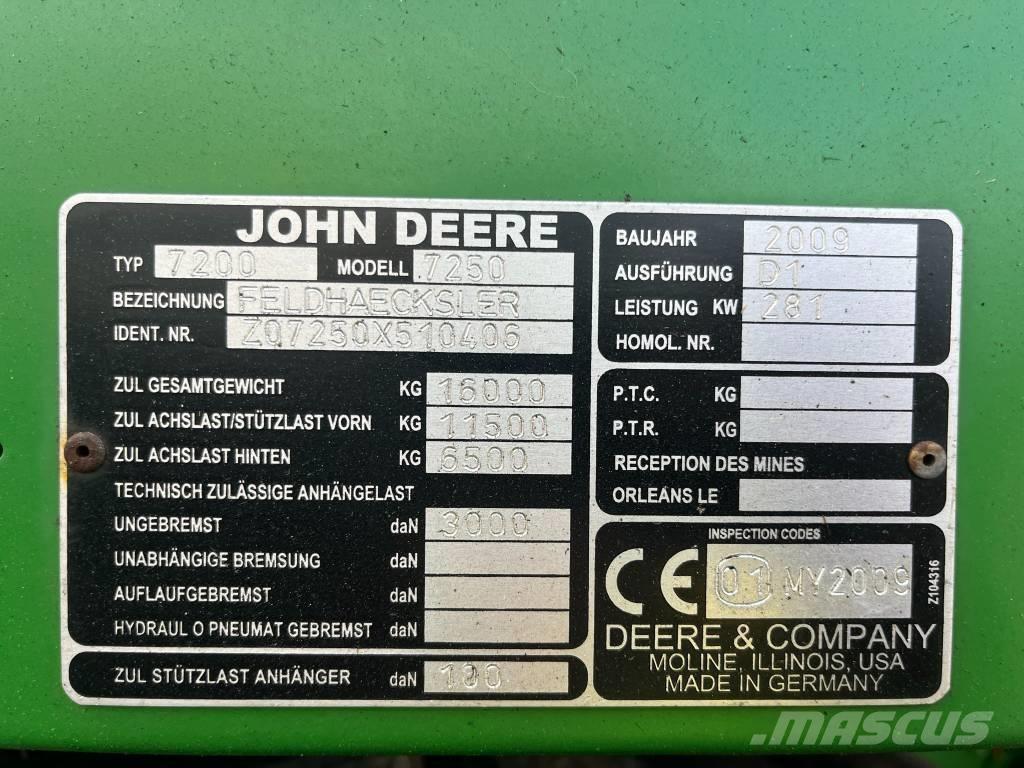 JOHN DEERE
TYP 7200 MODELL 7250
BEZEICHNUNG FELDHAECKSLER
IDENT. NR. ZQ7250X510406
ZUL GESAMTGEWICHT KG 16000
ZUL ACHSLAST/STÜTZLAST VORN KG 11500
ZUL ACHSLAST HINTEN KG 6500
TECHNISCH ZULÄSSIGE ANHÄNGELAST
UNGEBREMST daN 3000
UNABHÄNGIGE BREMSUNG daN
AUFLAUFGEBREMST daN
HYDRAUL O PNEUMAT GEBREMST daN
ZUL STÜTZLAST ANHÄNGER daN 100
BAUJAHR 2009
AUSFÜHRUNG D1
LEISTUNG KW 281
HOMOL. NR.
P.T.C. KG
P.T.R. KG
RECEPTION DES MINES
ORLEANS LE
INSPECTION CODES
CE 01 MY2009
Z104316
DEERE & COMPANY
MOLINE, ILLINOIS, USA
MADE IN GERMANY
MASCUS